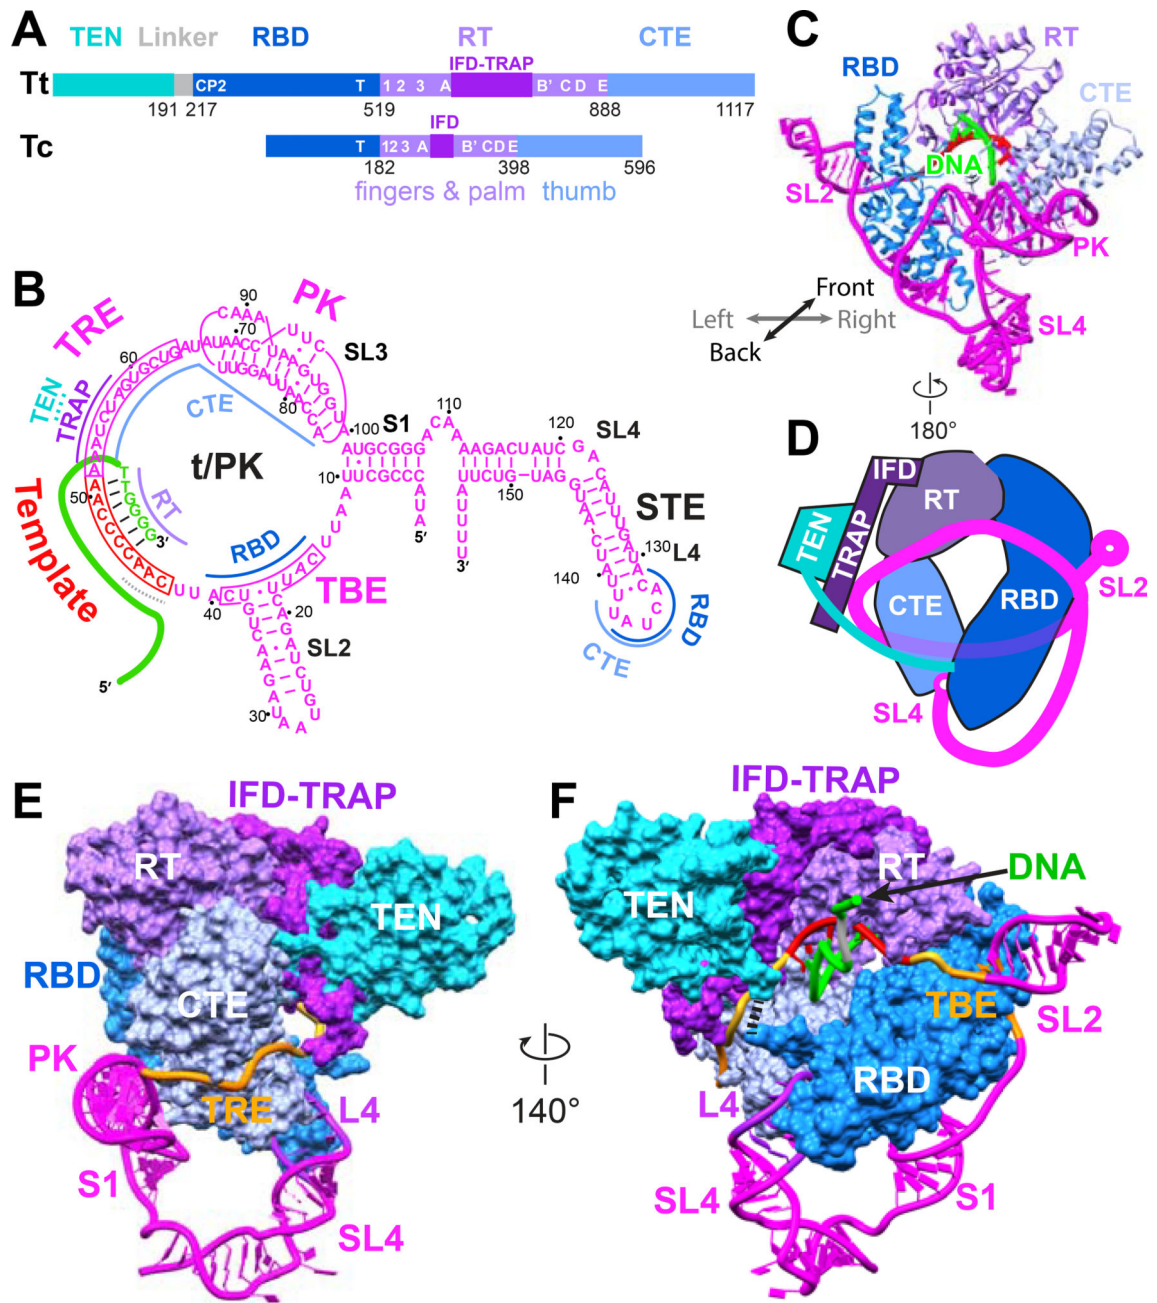 A
TEN Linker RBD RT CTE
IFD-TRAP
Tt CP2 T 1 2 3 A B' C D E
191 217 519 888 1117
IFD
Tc T 123 A B' CD E
182 398 596
fingers & palm thumb
B
TRE
PK
SL3
TEN
TRAP
CTE
t/PK
RT
Template
RBD
TBE
SL2
S1
SL4
STE
L4
RBD
CTE
5′
3′
5′
3′
10
20
30
40
50
60
70
80
90
100
110
120
130
140
150
C
RT
RBD
CTE
DNA
SL2
PK
SL4
Front
Left Right
Back
180°
D
IFD
RT
TEN
TRAP
CTE
RBD
SL2
SL4
E
IFD-TRAP
RT
TEN
RBD
CTE
PK
TRE
L4
S1
SL4
140°
F
IFD-TRAP
RT
DNA
TEN
TBE
SL2
RBD
L4
SL4
S1